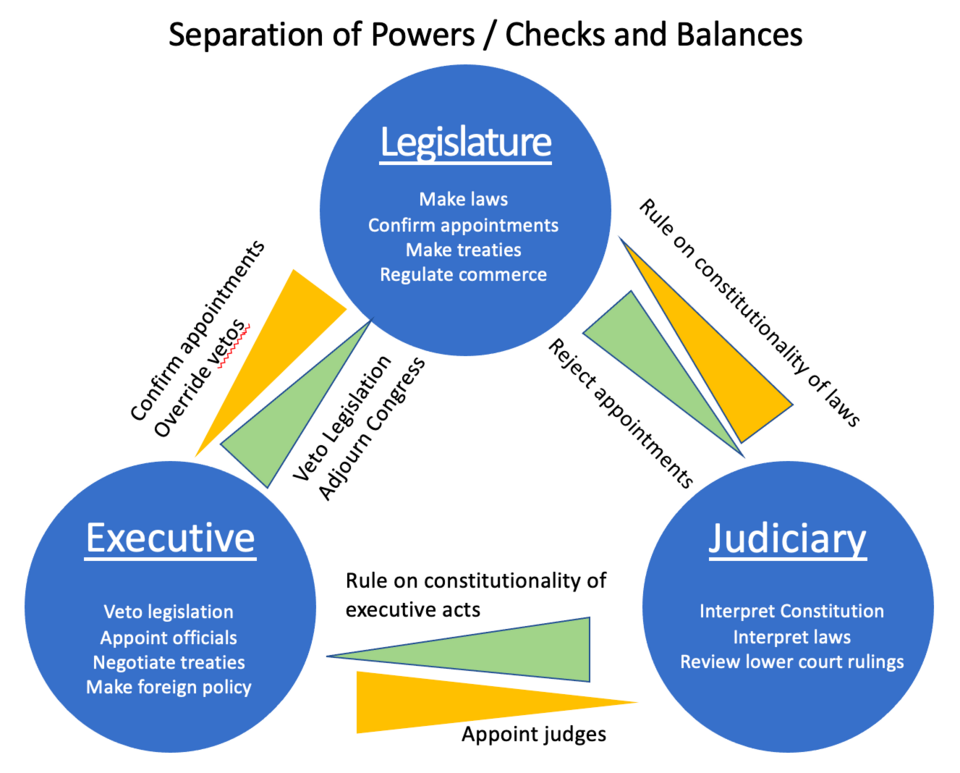 Separation of Powers / Checks and Balances
Legislature
Make laws
Confirm appointments
Make treaties
Regulate commerce
Confirm appointments
Override vetos
Veto Legislation
Adjourn Congress
Rule on constitutionality of laws
Reject appointments
Executive
Veto legislation
Appoint officials
Negotiate treaties
Make foreign policy
Rule on constitutionality of
executive acts
Appoint judges
Judiciary
Interpret Constitution
Interpret laws
Review lower court rulings